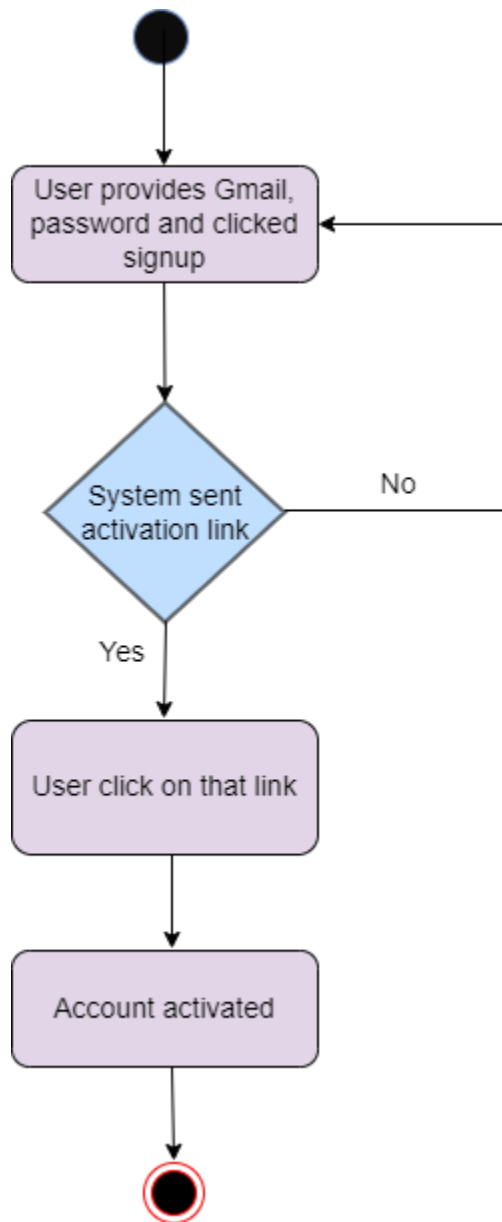 User provides Gmail,
password and clicked
signup
System sent
activation link
No
Yes
User click on that link
Account activated